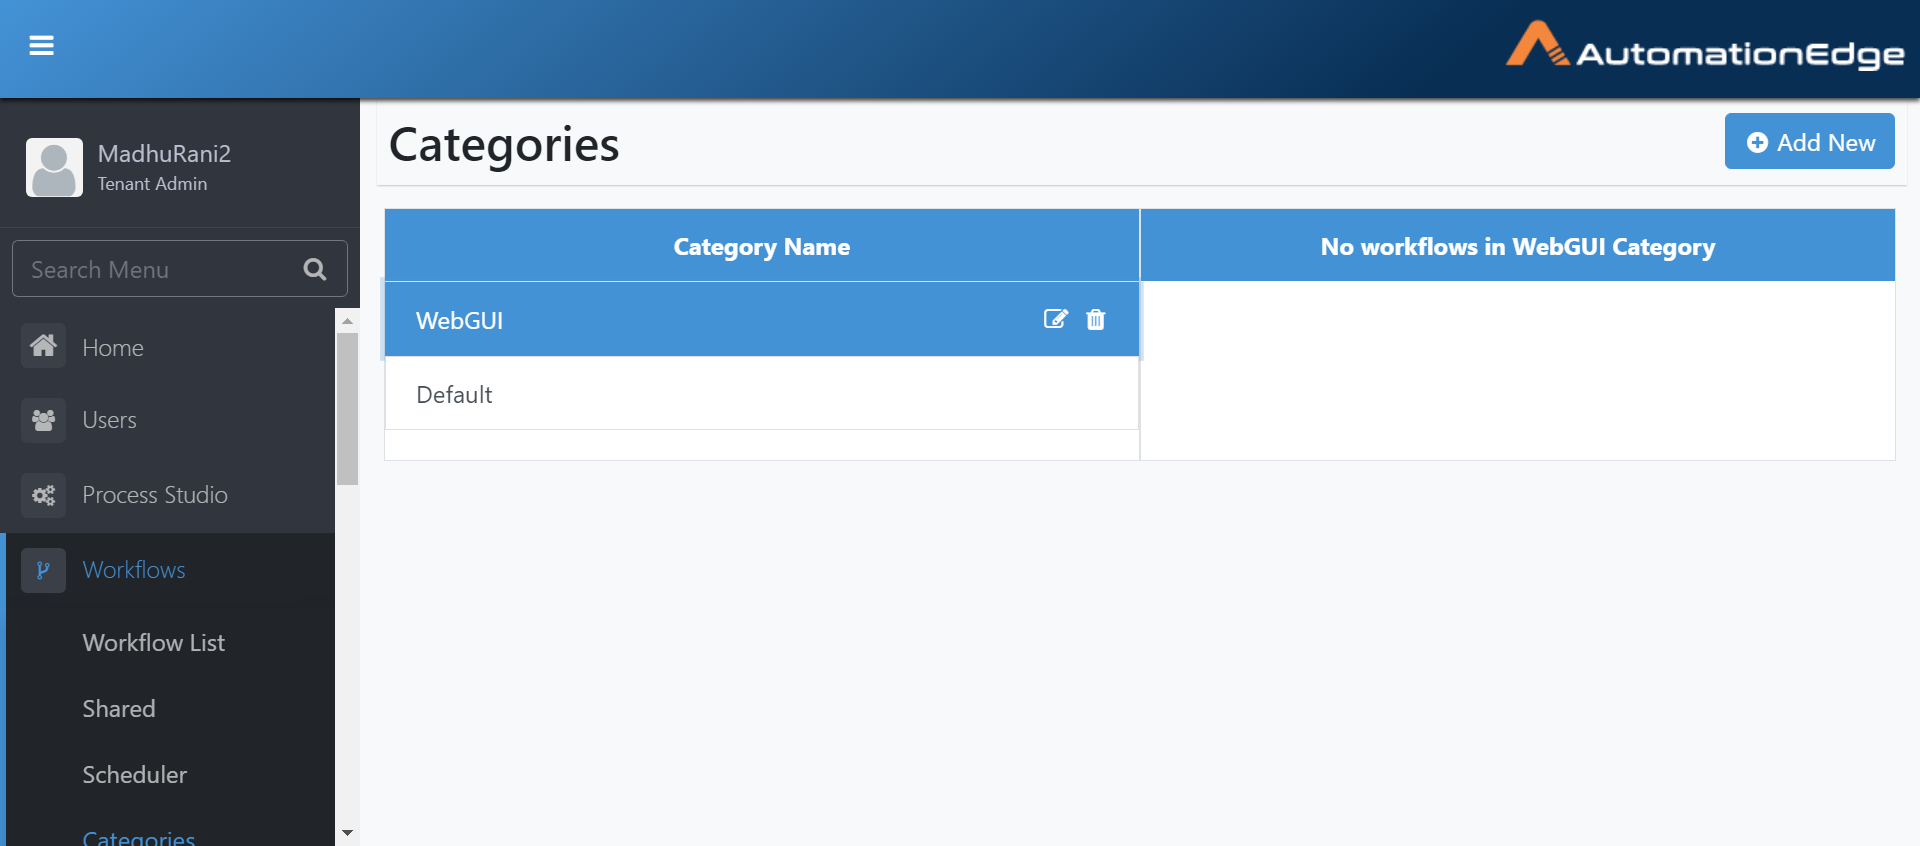 AutomationEdge
MadhuRani2
Tenant Admin
Search Menu
Home
Users
Process Studio
Workflows
Workflow List
Shared
Scheduler
Categories
Categories
Add New
Category Name
No workflows in WebGUI Category
WebGUI
Default